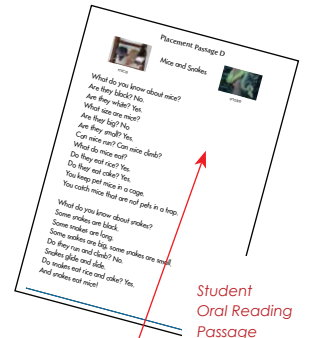 Placement Passage D
Mice and Snakes
mice
snake
What do you know about mice?
Are they black? No.
Are they white? Yes.
What size are mice?
Are they big? No
Are they small? Yes.
Can mice run? Can mice climb?
What do mice eat?
Do they eat rice? Yes.
Do they eat cake? Yes.
You keep pet mice in a cage.
You catch mice that are not pets in a trap.
What do you know about snakes?
Some snakes are black.
Some snakes are long.
Some snakes are big, some snakes are small.
Do they run and climb? No.
Snakes glide and slide.
Do snakes eat rice and cake? Yes.
And snakes eat mice!
Student
Oral Reading
Passage